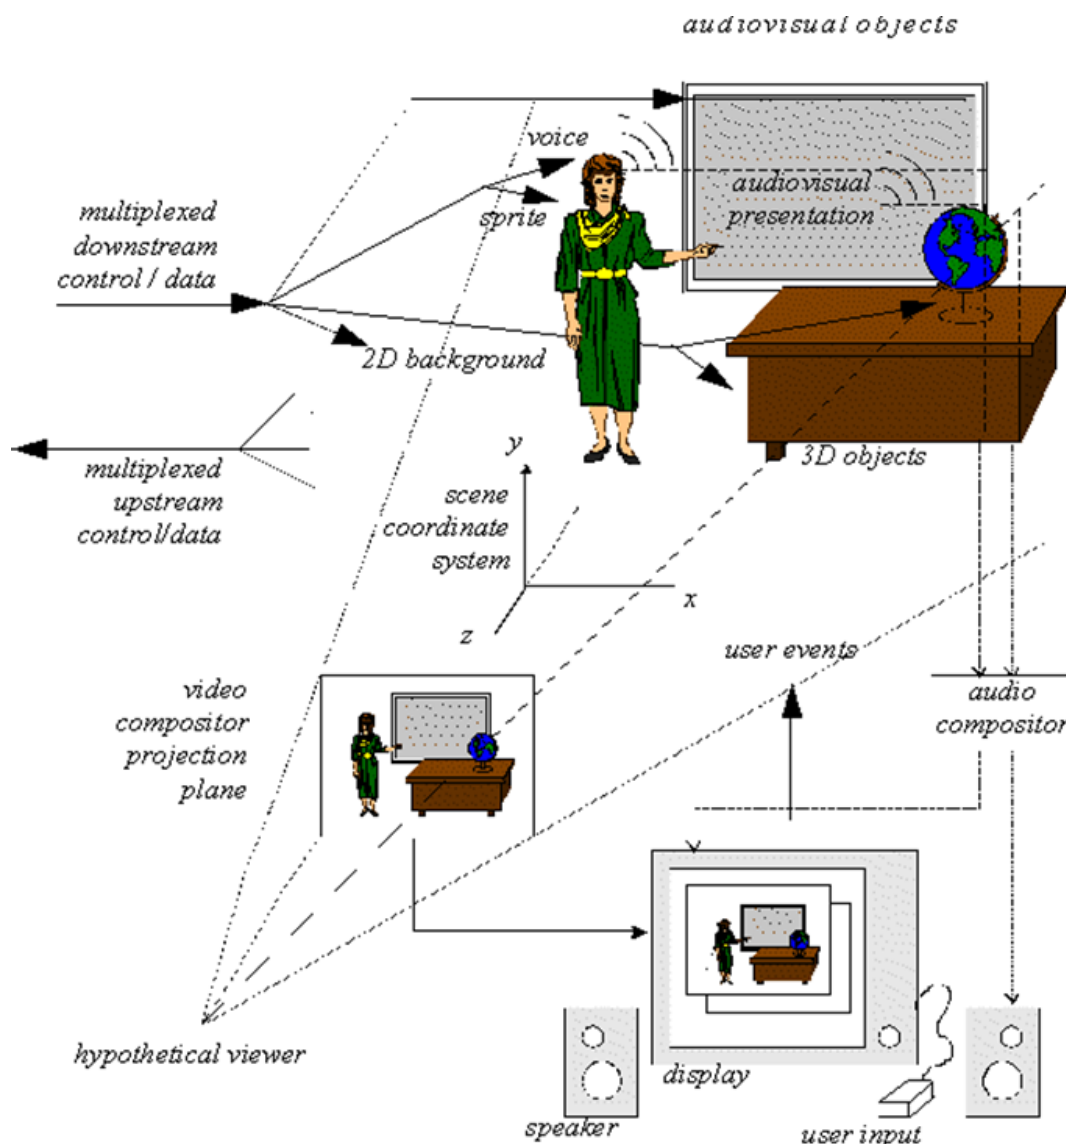 audiovisual objects
voice
sprite
audiovisual
presentation
multiplexed
downstream
control / data
2D background
3D objects
multiplexed
upstream
control/data
y
scene
coordinate
system
x
z
user events
video
compositor
projection
plane
audio
compositor
hypothetical viewer
display
speaker
user input